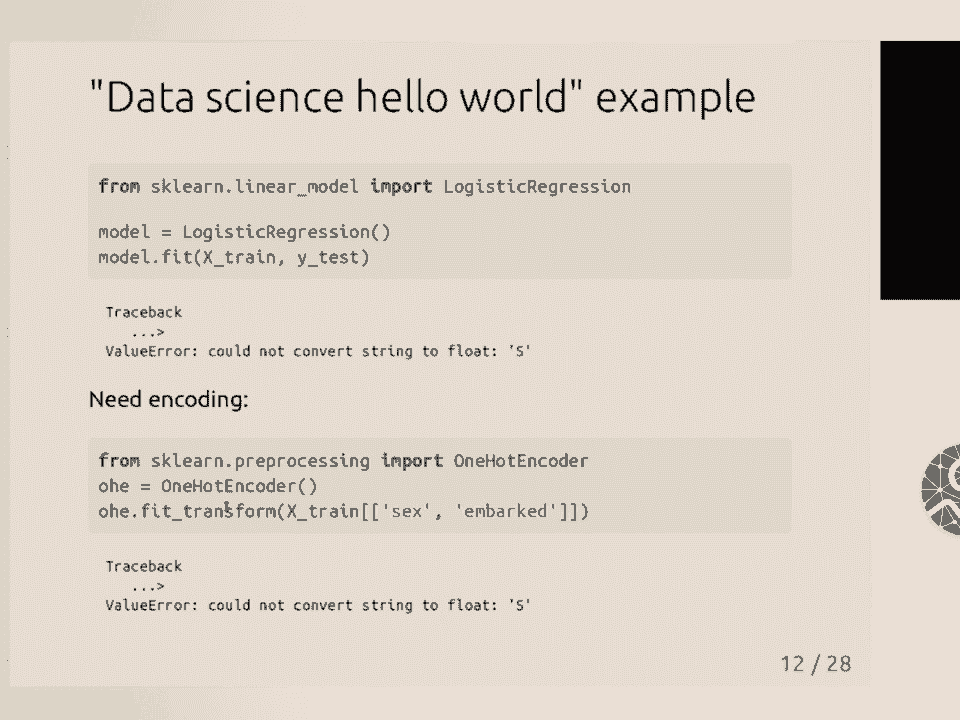 "Data science hello world" example
from sklearn.linear_model import LogisticRegression
model = LogisticRegression()
model.fit(X_train, y_test)
Traceback
...>
ValueError: could not convert string to float: 'S'
Need encoding:
from sklearn.preprocessing import OneHotEncoder
ohe = OneHotEncoder()
ohe.fit_transform(X_train[['sex', 'embarked']])
Traceback
...>
ValueError: could not convert string to float: 'S'
12 / 28